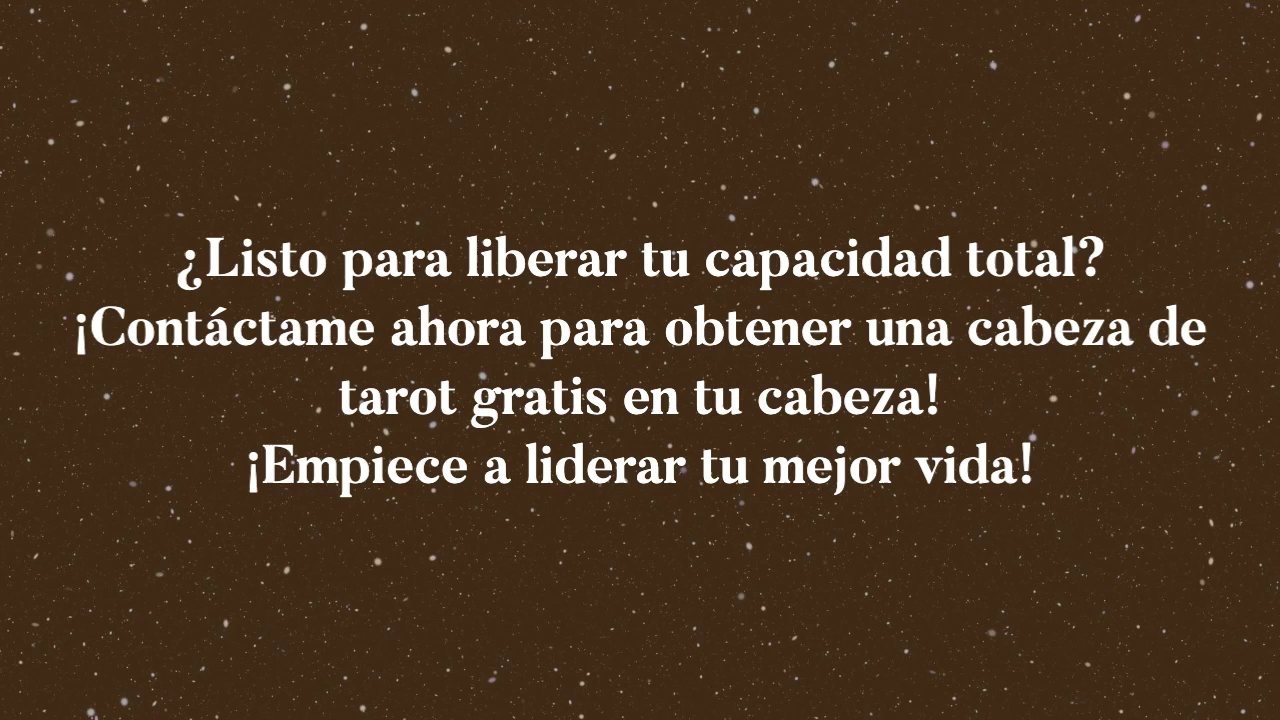 ¿Listo para liberar tu capacidad total?
¡Contáctame ahora para obtener una cabeza de
tarot gratis en tu cabeza!
¡Empiece a liderar tu mejor vida!